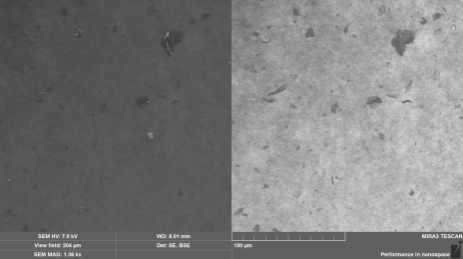 SEM HV: 7.0 kV
WD: 8.01 mm
MIRA3 TESCAN
View field: 204 µm
Det: SE, BSE
100 µm
SEM MAG: 1.36 kx
Performance in nanospace